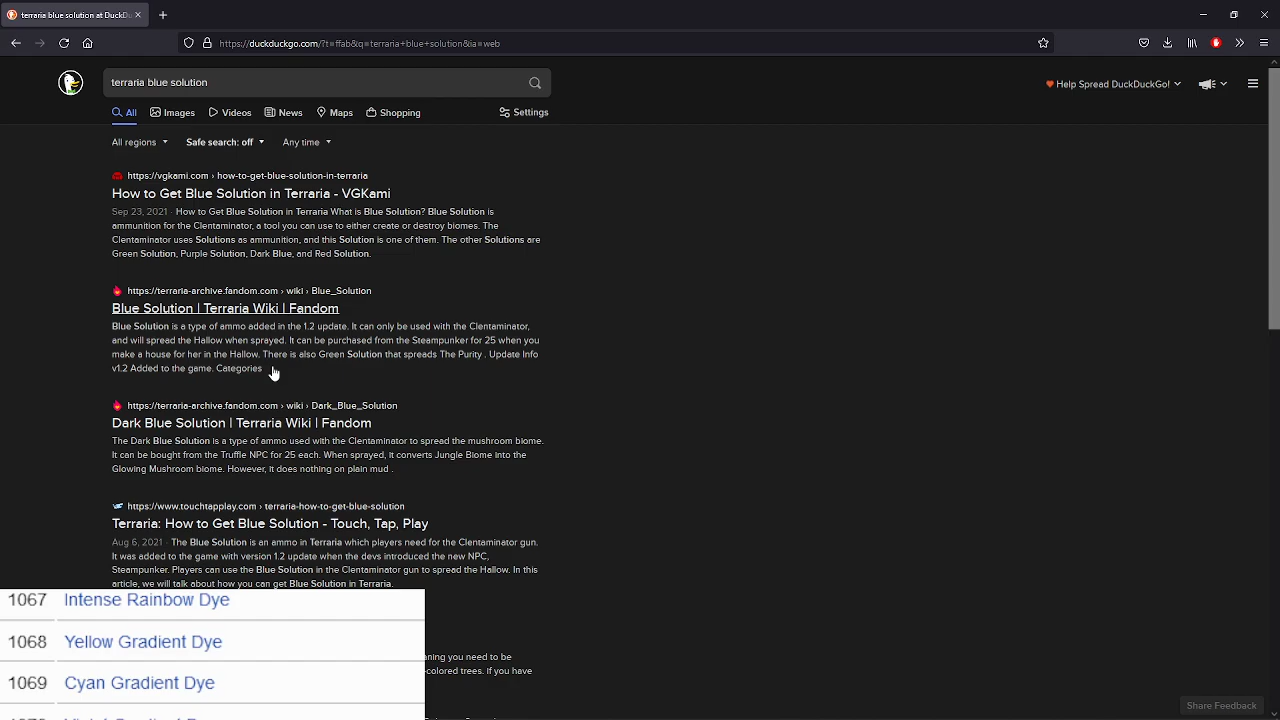 terraria blue solution at DuckDu
https://duckduckgo.com/?t=ffab&q=terraria+blue+solution&ia=web
terraria blue solution
Help Spread DuckDuckGo!
All Images Videos News Maps Shopping Settings
All regions Safe search: off Any time
https://vgkami.com › how-to-get-blue-solution-in-terraria
How to Get Blue Solution in Terraria - VGKami
Sep 23, 2021 · How to Get Blue Solution in Terraria What is Blue Solution? Blue Solution is
ammunition for the Clentaminator, a tool you can use to either create or destroy biomes. The
Clentaminator uses Solutions as ammunition, and this Solution is one of them. The other Solutions are
Green Solution, Purple Solution, Dark Blue, and Red Solution.
https://terraria-archive.fandom.com › wiki › Blue_Solution
Blue Solution | Terraria Wiki | Fandom
Blue Solution is a type of ammo added in the 1.2 update. It can only be used with the Clentaminator,
and will spread the Hallow when sprayed. It can be purchased from the Steampunker for 25 when you
make a house for her in the Hallow. There is also Green Solution that spreads The Purity . Update Info
v1.2 Added to the game. Categories
https://terraria-archive.fandom.com › wiki › Dark_Blue_Solution
Dark Blue Solution | Terraria Wiki | Fandom
The Dark Blue Solution is a type of ammo used with the Clentaminator to spread the mushroom biome.
It can be bought from the Truffle NPC for 25 each. When sprayed, it converts Jungle Biome into the
Glowing Mushroom biome. However, it does nothing on plain mud .
https://www.touchtapplay.com › terraria-how-to-get-blue-solution
Terraria: How to Get Blue Solution - Touch, Tap, Play
Aug 6, 2021 · The Blue Solution is an ammo in Terraria which players need for the Clentaminator gun.
It was added to the game with version 1.2 update when the devs introduced the new NPC,
Steampunker. Players can use the Blue Solution in the Clentaminator gun to spread the Hallow. In this
article, we will talk about how you can get Blue Solution in Terraria.
1067 Intense Rainbow Dye
1068 Yellow Gradient Dye
you need to be
-colored trees. If you have
1069 Cyan Gradient Dye
Share Feedback